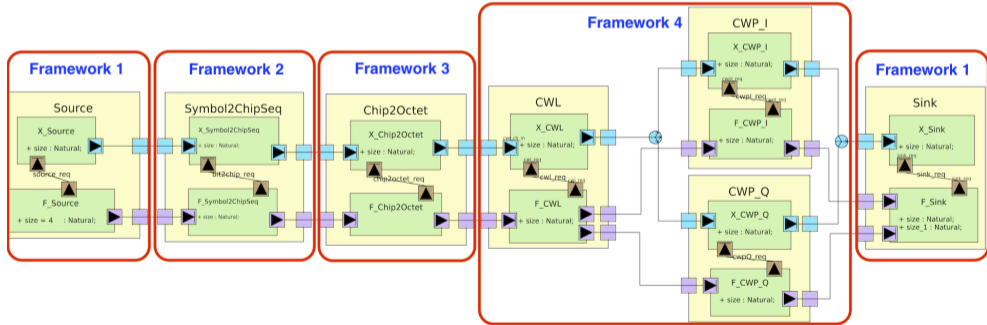 Framework 1
Source
X_Source
+ size : Natural;
source_req
F_Source
+ size = 4 : Natural;
Framework 2
Symbol2ChipSeq
X_Symbol2ChipSeq
+ size : Natural;
bit2chip_req
F_Symbol2ChipSeq
+ size : Natural;
Framework 3
Chip2Octet
X_Chip2Octet
+ size : Natural;
chip2octet_req
F_Chip2Octet
Framework 4
CWL
X_CWL
+ size : Natural;
cwl_req
F_CWL
+ size : Natural;
CWP_I
X_CWP_I
+ size : Natural;
cwpI_req
F_CWP_I
+ size : Natural;
CWP_Q
X_CWP_Q
+ size : Natural;
cwpQ_req
F_CWP_Q
+ size : Natural;
Framework 1
Sink
X_Sink
+ size : Natural;
sink_req
F_Sink
+ size : Natural;
+ size_1 : Natural;